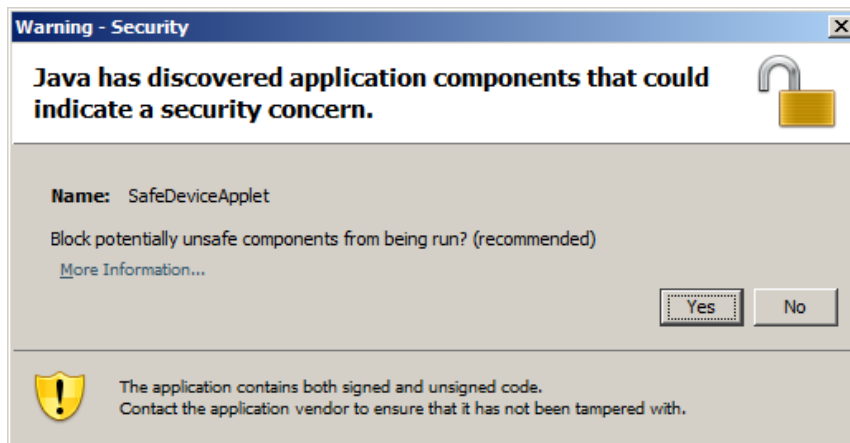 Warning - Security
Java has discovered application components that could
indicate a security concern.
Name: SafeDeviceApplet
Block potentially unsafe components from being run? (recommended)
More Information...
Yes No
The application contains both signed and unsigned code.
Contact the application vendor to ensure that it has not been tampered with.